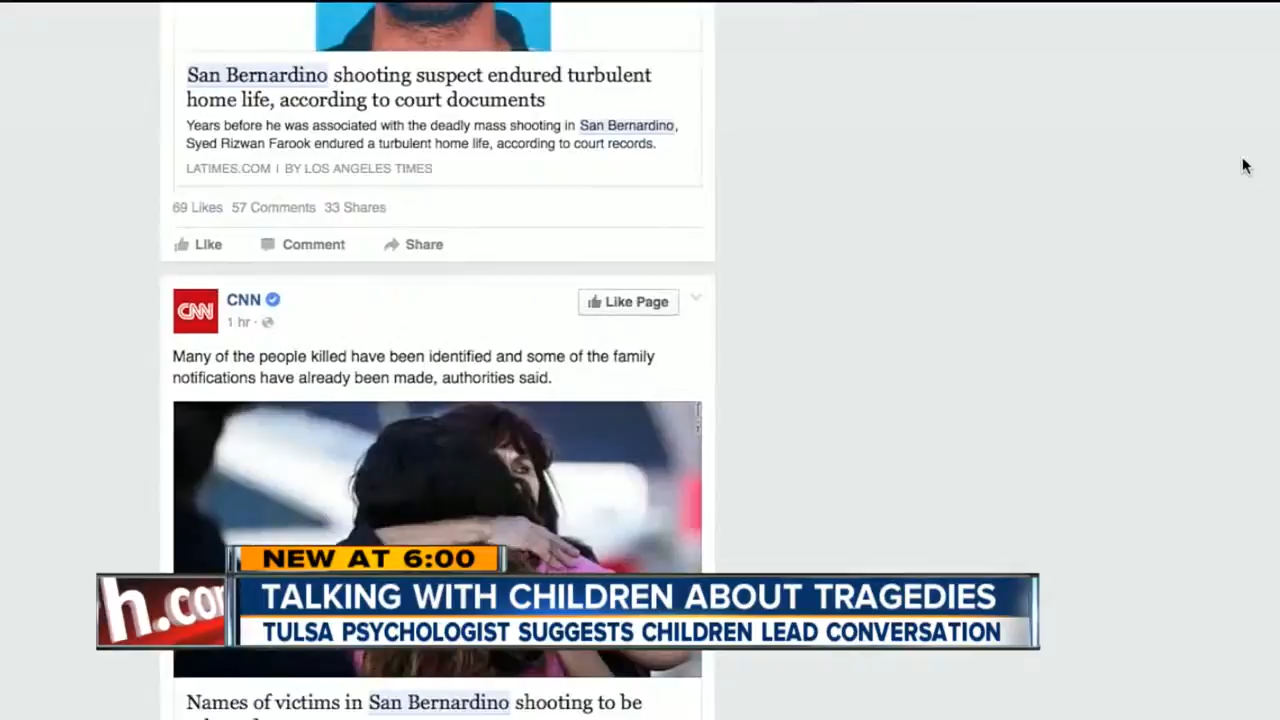 San Bernardino shooting suspect endured turbulent
home life, according to court documents
Years before he was associated with the deadly mass shooting in San Bernardino,
Syed Rizwan Farook endured a turbulent home life, according to court records.
LATIMES.COM | BY LOS ANGELES TIMES
69 Likes 57 Comments 33 Shares
Like Comment Share
CNN
CNN
Like Page
1 hr ·
Many of the people killed have been identified and some of the family
notifications have already been made, authorities said.
NEW AT 6:00
h.cor
TALKING WITH CHILDREN ABOUT TRAGEDIES
TULSA PSYCHOLOGIST SUGGESTS CHILDREN LEAD CONVERSATION
Names of victims in San Bernardino shooting to be